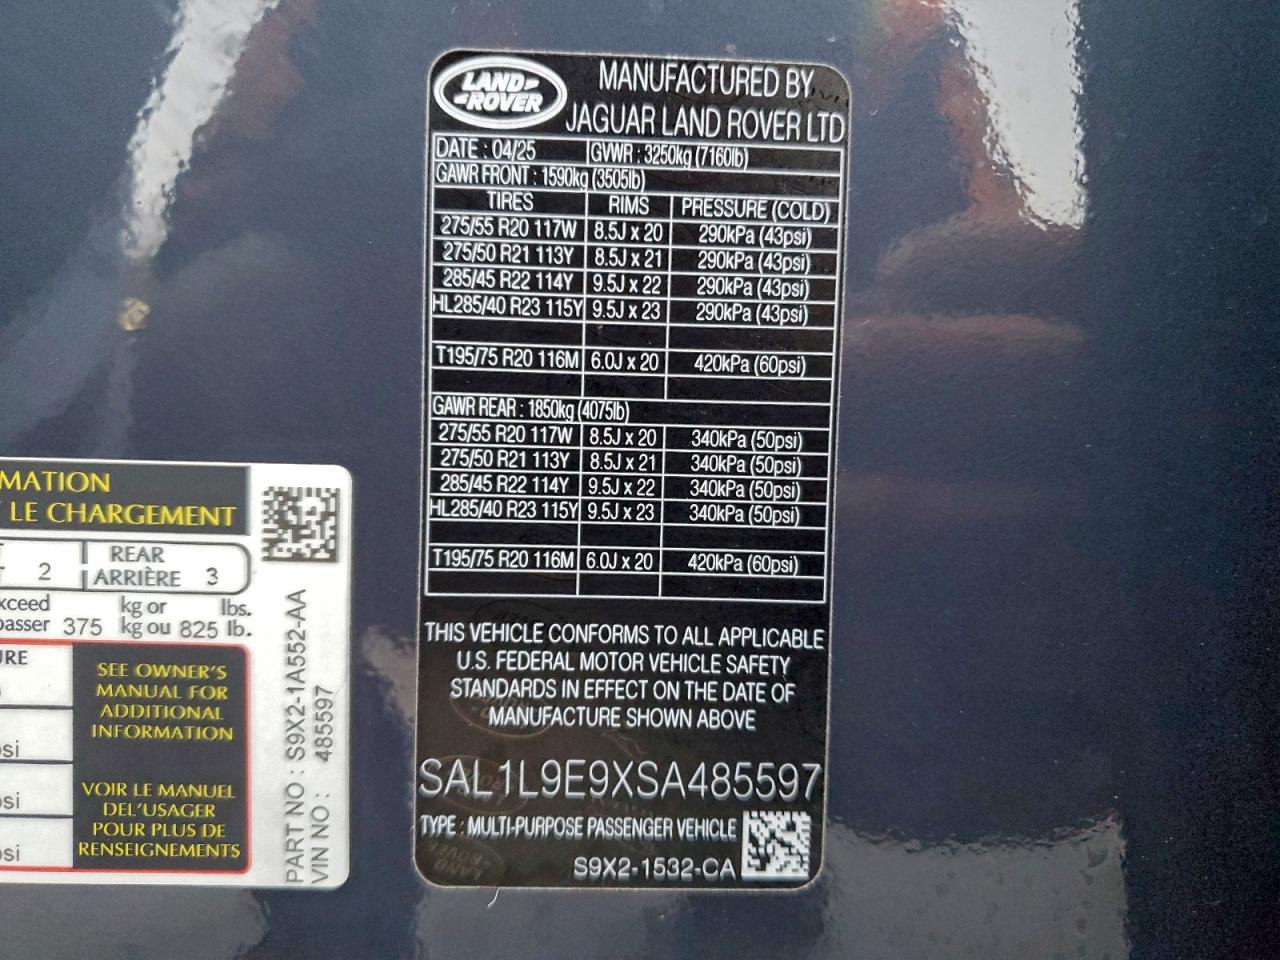 LAND-
-ROVER
MANUFACTURED BY
JAGUAR LAND ROVER LTD
DATE : 04/25 GVWR : 3250kg (7160lb)
GAWR FRONT : 1590kg (3505lb)
TIRES RIMS PRESSURE (COLD)
275/55 R20 117W 8.5J x 20 290kPa (43psi)
275/50 R21 113Y 8.5J x 21 290kPa (43psi)
285/45 R22 114Y 9.5J x 22 290kPa (43psi)
HL285/40 R23 115Y 9.5J x 23 290kPa (43psi)
T195/75 R20 116M 6.0J x 20 420kPa (60psi)
GAWR REAR : 1850kg (4075lb)
275/55 R20 117W 8.5J x 20 340kPa (50psi)
275/50 R21 113Y 8.5J x 21 340kPa (50psi)
285/45 R22 114Y 9.5J x 22 340kPa (50psi)
HL285/40 R23 115Y 9.5J x 23 340kPa (50psi)
T195/75 R20 116M 6.0J x 20 420kPa (60psi)
THIS VEHICLE CONFORMS TO ALL APPLICABLE
U.S. FEDERAL MOTOR VEHICLE SAFETY
STANDARDS IN EFFECT ON THE DATE OF
MANUFACTURE SHOWN ABOVE
SAL1L9E9XSA485597
TYPE : MULTI-PURPOSE PASSENGER VEHICLE
S9X2-1532-CA
MATION
LE CHARGEMENT
2 REAR
ARRIÈRE 3
xceed kg or lbs.
passer 375 kg ou 825 lb.
URE
psi
psi
psi
SEE OWNER'S
MANUAL FOR
ADDITIONAL
INFORMATION
VOIR LE MANUEL
DEL'USAGER
POUR PLUS DE
RENSEIGNEMENTS
PART NO : S9X2-1A552-AA
VIN NO : 485597